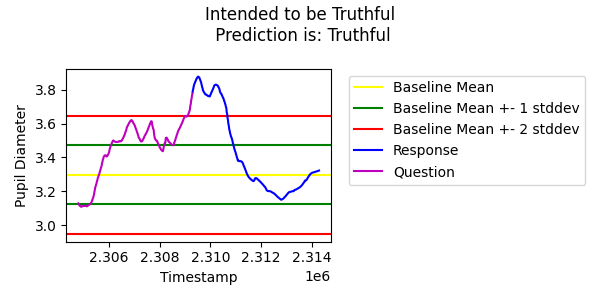 Intended to be Truthful
Prediction is: Truthful
Pupil Diameter
3.8
3.6
3.4
3.2
3.0
2.306
2.308
2.310
2.312
2.314
1e6
Timestamp
Baseline Mean
Baseline Mean +- 1 stddev
Baseline Mean +- 2 stddev
Response
Question